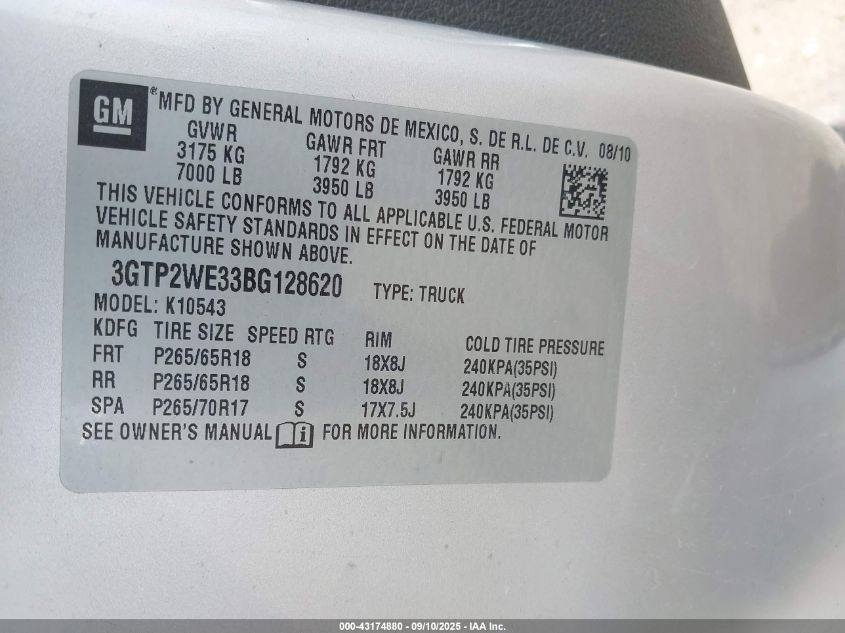 GM ® MFD BY GENERAL MOTORS DE MEXICO, S. DE R.L. DE C.V. 08/10
GVWR GAWR FRT GAWR RR
3175 KG 1792 KG 1792 KG
7000 LB 3950 LB 3950 LB
THIS VEHICLE CONFORMS TO ALL APPLICABLE U.S. FEDERAL MOTOR
VEHICLE SAFETY STANDARDS IN EFFECT ON THE DATE OF
MANUFACTURE SHOWN ABOVE.
3GTP2WE33BG128620 TYPE: TRUCK
MODEL: K10543
KDFG TIRE SIZE SPEED RTG RIM COLD TIRE PRESSURE
FRT P265/65R18 S 18X8J 240KPA(35PSI)
RR P265/65R18 S 18X8J 240KPA(35PSI)
SPA P265/70R17 S 17X7.5J 240KPA(35PSI)
SEE OWNER'S MANUAL i FOR MORE INFORMATION.
000-43174880 - 09/10/2025 - IAA Inc.